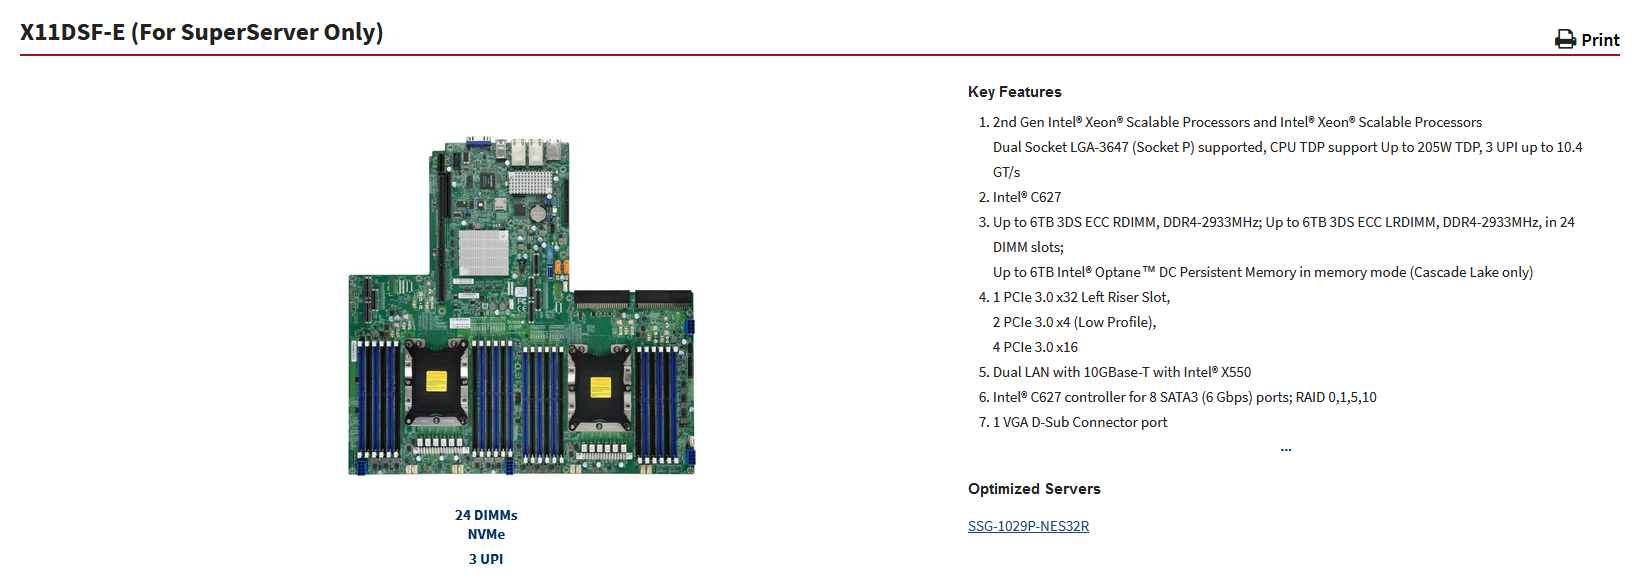 X11DSF-E (For SuperServer Only)
Print
24 DIMMs
NVMe
3 UPI
Key Features
1. 2nd Gen Intel® Xeon® Scalable Processors and Intel® Xeon® Scalable Processors
Dual Socket LGA-3647 (Socket P) supported, CPU TDP support Up to 205W TDP, 3 UPI up to 10.4
GT/s
2. Intel® C627
3. Up to 6TB 3DS ECC RDIMM, DDR4-2933MHz; Up to 6TB 3DS ECC LRDIMM, DDR4-2933MHz, in 24
DIMM slots;
Up to 6TB Intel® Optane™ DC Persistent Memory in memory mode (Cascade Lake only)
4. 1 PCIe 3.0 x32 Left Riser Slot,
2 PCIe 3.0 x4 (Low Profile),
4 PCIe 3.0 x16
5. Dual LAN with 10GBase-T with Intel® X550
6. Intel® C627 controller for 8 SATA3 (6 Gbps) ports; RAID 0,1,5,10
7. 1 VGA D-Sub Connector port
...
Optimized Servers
SSG-1029P-NES32R